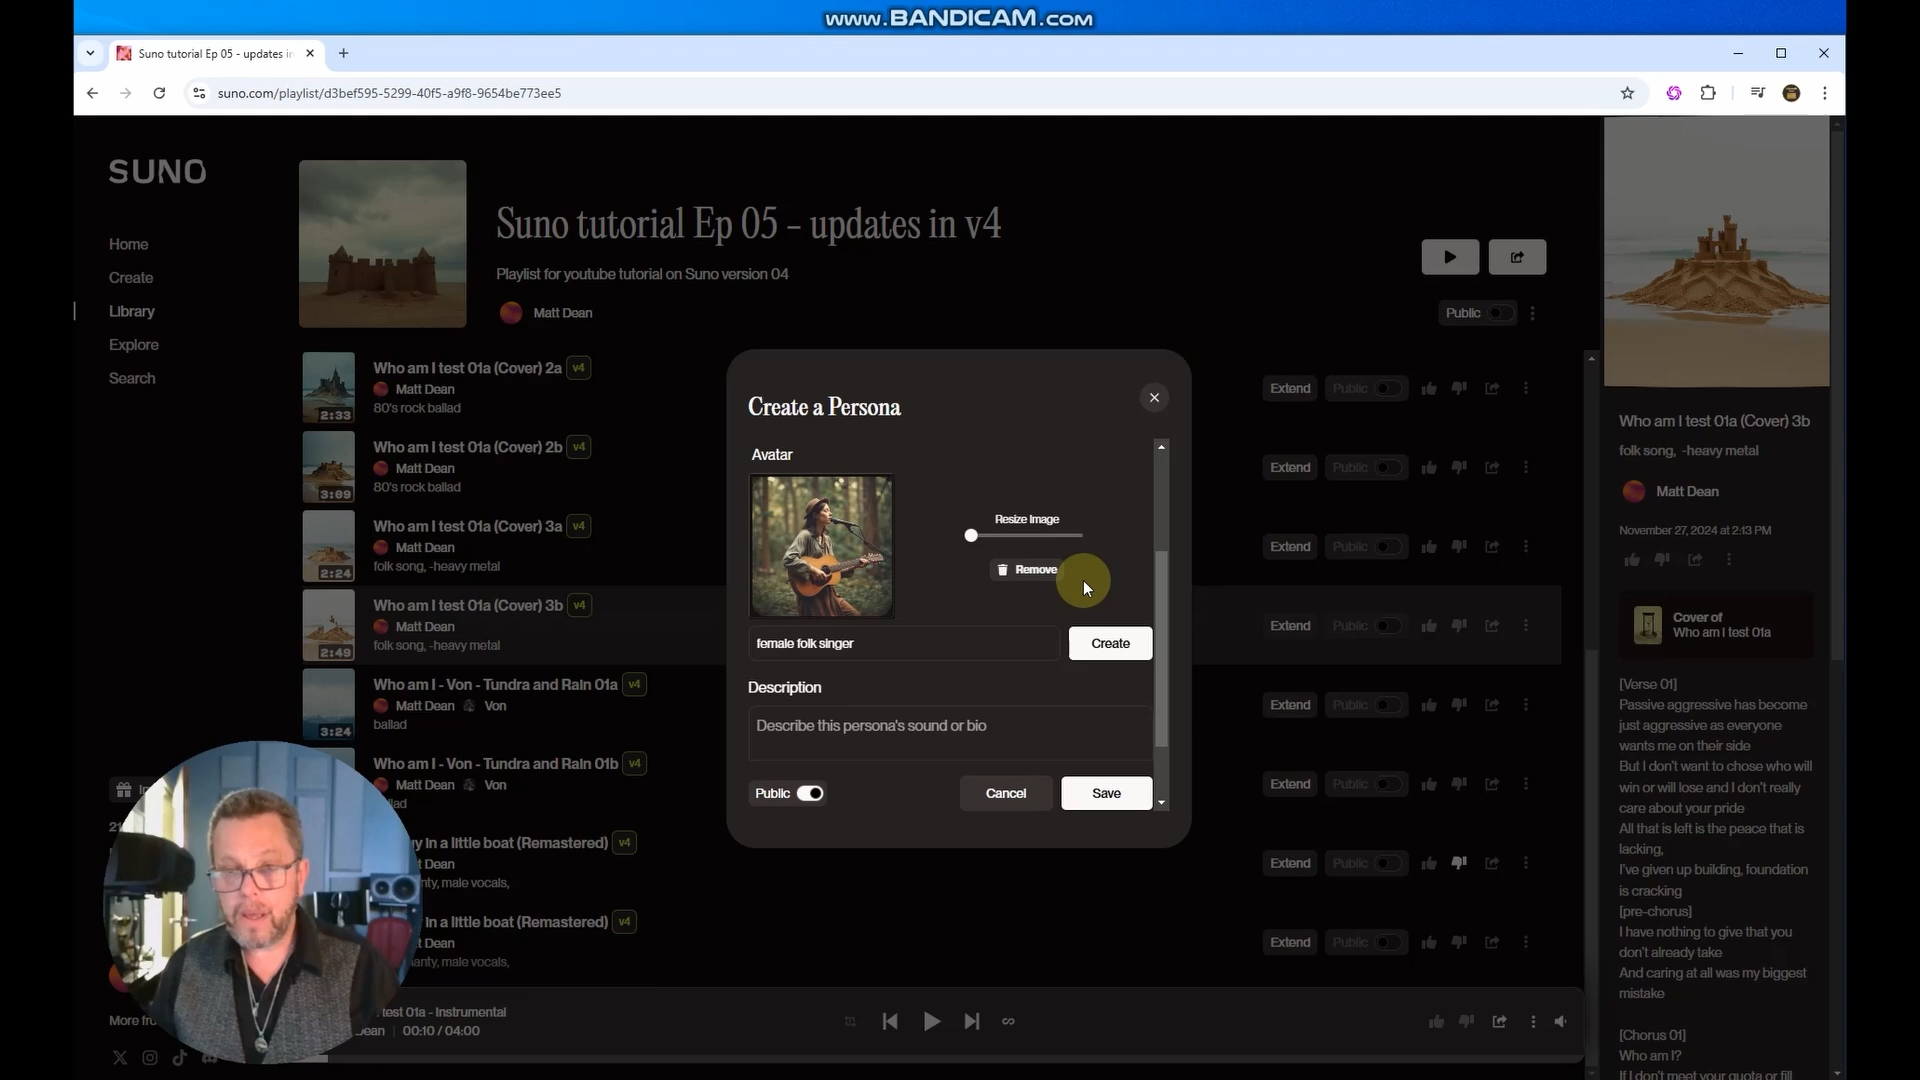 www.BANDICAM.com
Suno tutorial Ep 05 - updates in
suno.com/playlist/d3bef595-5299-40f5-a9f8-9654be773ee5
SUNO
Home
Create
Library
Explore
Search
Suno tutorial Ep 05 - updates in v4
Playlist for youtube tutorial on Suno version 04
Matt Dean
Public
Who am I test 01a (Cover) 2a v4
Matt Dean
80's rock ballad
2:33
Extend Public
Who am I test 01a (Cover) 2b v4
Matt Dean
80's rock ballad
3:09
Extend Public
Who am I test 01a (Cover) 3a v4
Matt Dean
folk song, -heavy metal
2:24
Extend Public
Who am I test 01a (Cover) 3b v4
Matt Dean
folk song, -heavy metal
2:49
Extend Public
Who am I - Von - Tundra and Rain 01a v4
Matt Dean Von
ballad
3:24
Extend Public
Who am I - Von - Tundra and Rain 01b v4
Matt Dean Von
Extend Public
in a little boat (Remastered) v4
Dean
male vocals,
Extend Public
In a little boat (Remastered) v4
Dean
male vocals,
Extend Public
Create a Persona
Avatar
Resize Image
Remove
female folk singer
Create
Description
Describe this persona's sound or bio
Public
Cancel
Save
test 01a - Instrumental
Dean 00:10 / 04:00
More
Who am I test 01a (Cover) 3b
folk song, -heavy metal
Matt Dean
November 27, 2024 at 2:13 PM
Cover of
Who am I test 01a
[Verse 01]
Passive aggressive has become
just aggressive as everyone
wants me on their side
But I don't want to chose who will
win or will lose and I don't really
care about your pride
All that is left is the peace that is
lacking,
I've given up building, foundation
is cracking
[pre-chorus]
I have nothing to give that you
don't already take
And caring at all was my biggest
mistake
[Chorus 01]
Who am I?
If I don't meet your quota or fill